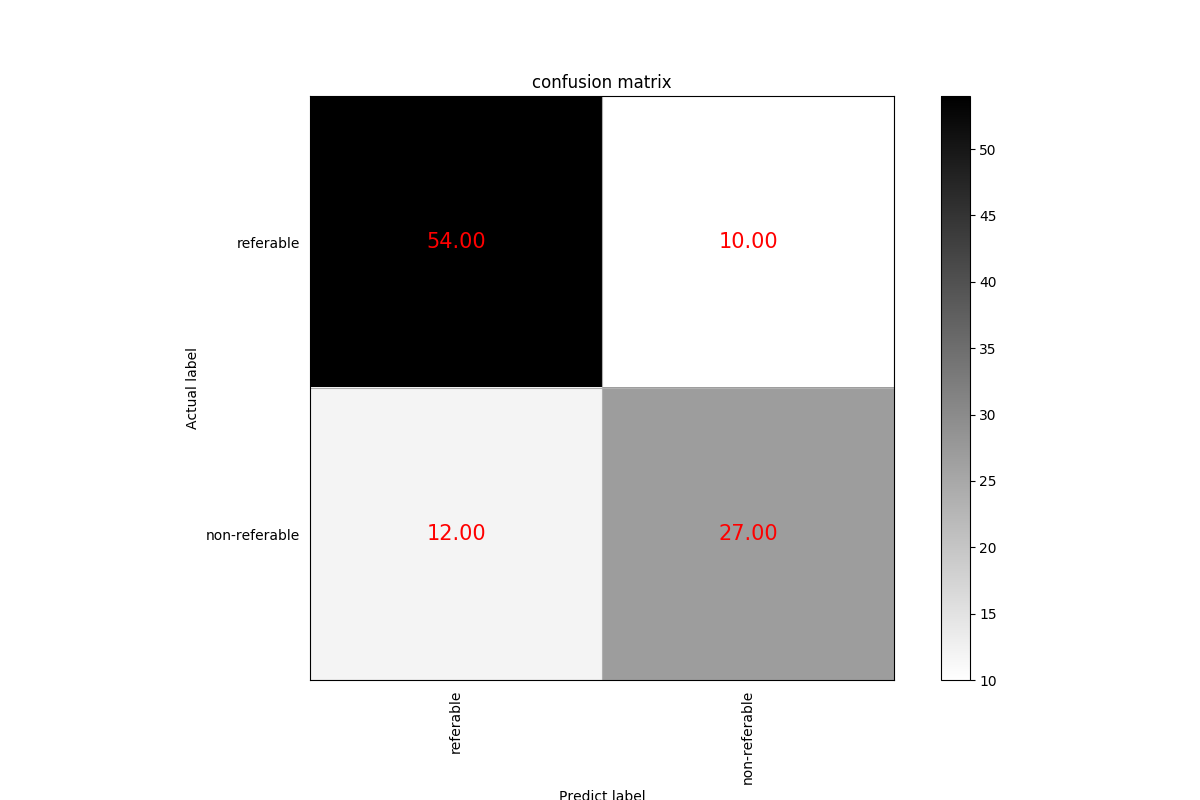 confusion matrix
referable
54.00
10.00
50
45
40
35
30
25
20
15
10
Actual label
non-referable
12.00
27.00
referable
non-referable
Predict label